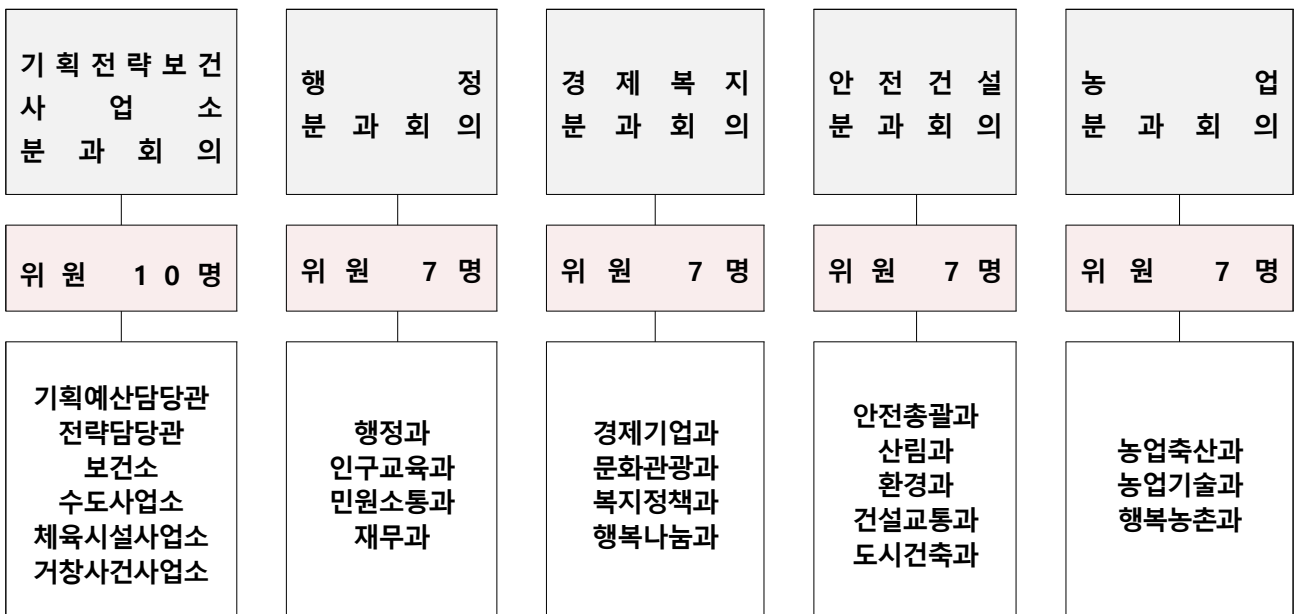 기획전략보건
사업소
분과회의
행정
분과회의
경제복지
분과회의
안전건설
분과회의
농업
분과회의
위원 10명
위원 7명
위원 7명
위원 7명
위원 7명
기획예산담당관
전략담당관
보건소
수도사업소
체육시설사업소
거창사건사업소
행정과
인구교육과
민원소통과
재무과
경제기업과
문화관광과
복지정책과
행복나눔과
안전총괄과
산림과
환경과
건설교통과
도시건축과
농업축산과
농업기술과
행복농촌과